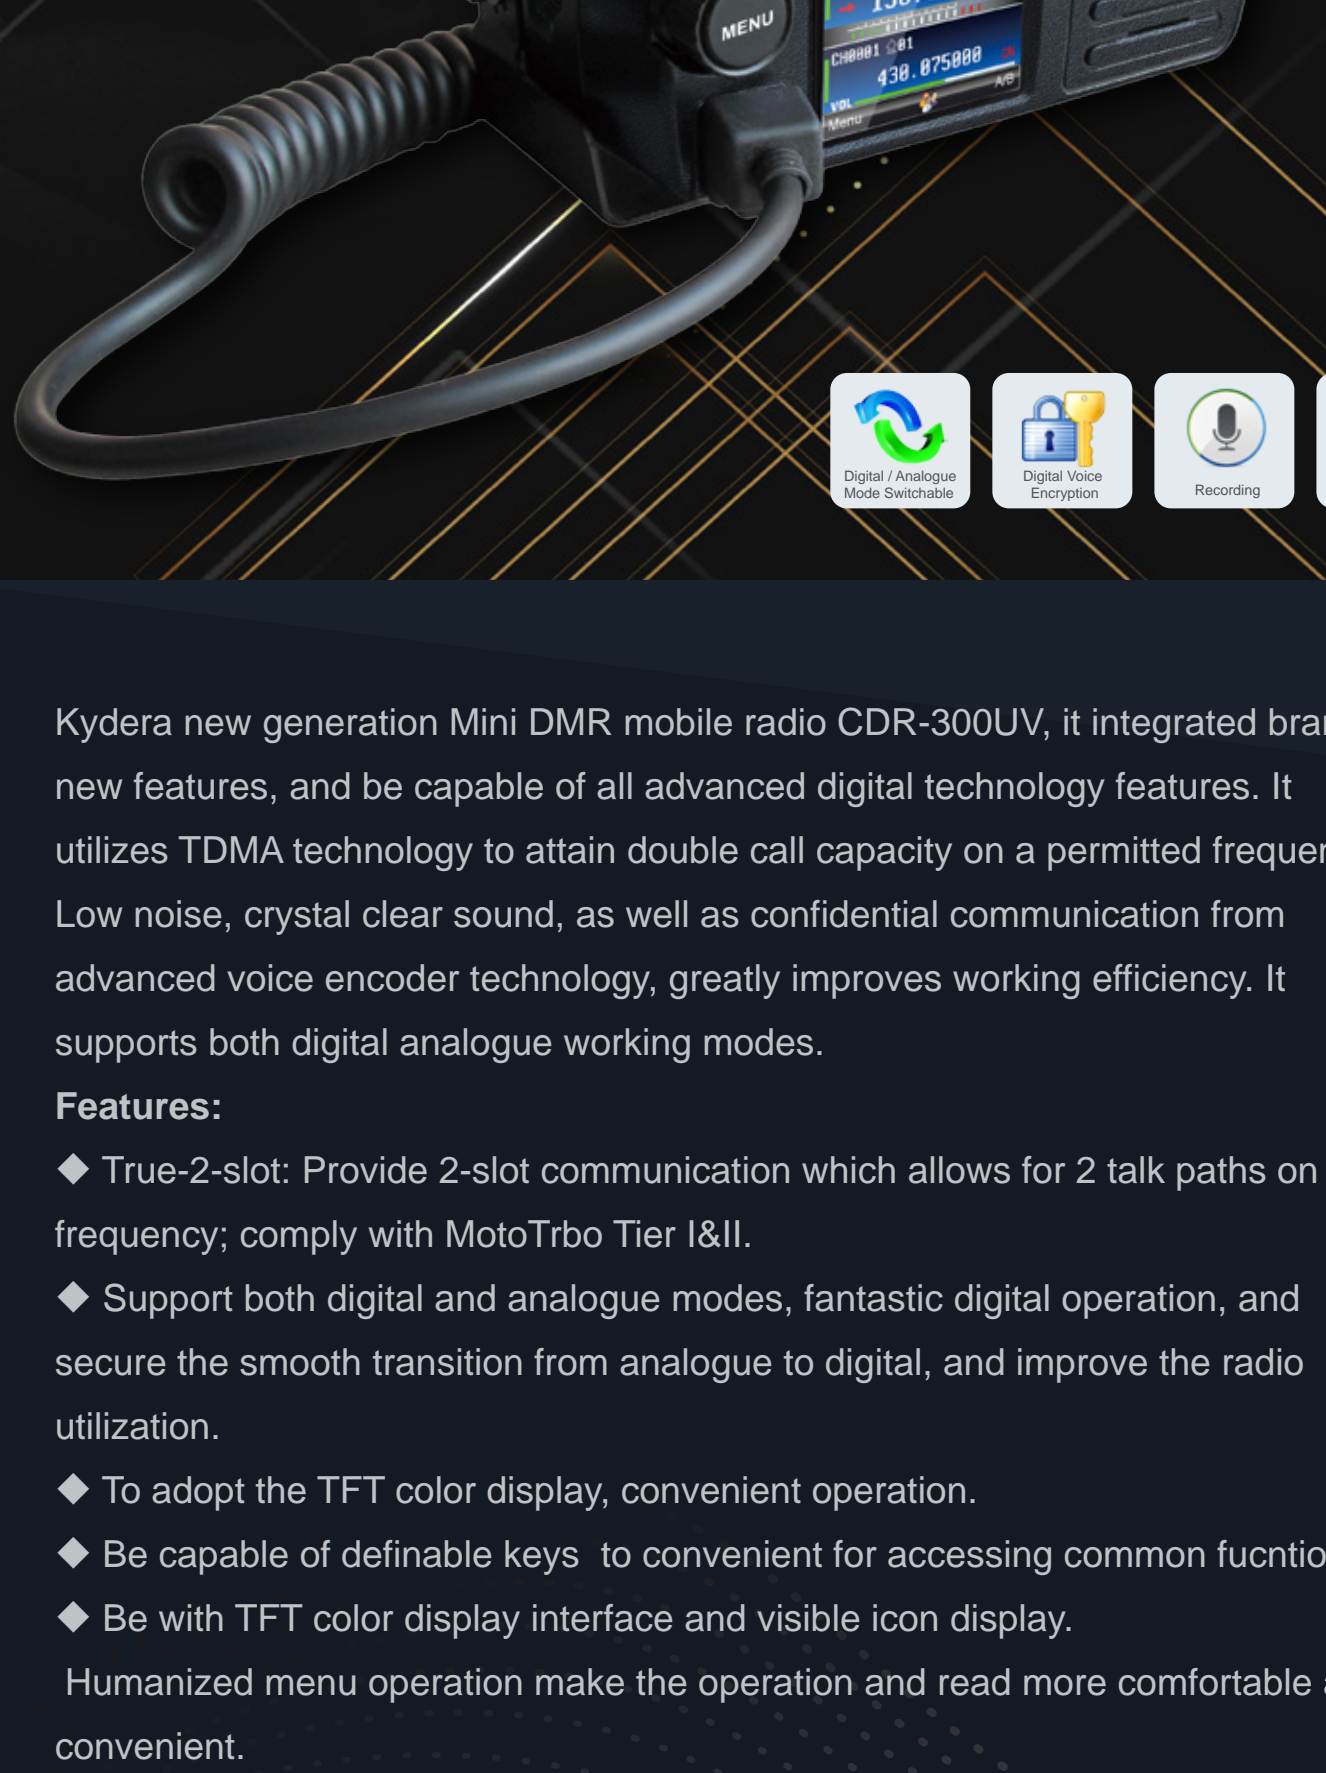 MENU
CH0001 01
430.075000
VOL
Menu
A/B
Digital / Analogue
Mode Switchable
Digital Voice
Encryption
Recording
Kydera new generation Mini DMR mobile radio CDR-300UV, it integrated
new features, and be capable of all advanced digital technology features. It
utilizes TDMA technology to attain double call capacity on a permitted
Low noise, crystal clear sound, as well as confidential communication from
advanced voice encoder technology, greatly improves working efficiency. It
supports both digital analogue working modes.
Features:
◆ True-2-slot: Provide 2-slot communication which allows for 2 talk paths on
frequency; comply with MotoTrbo Tier I&II.
◆ Support both digital and analogue modes, fantastic digital operation, and
secure the smooth transition from analogue to digital, and improve the radio
utilization.
◆ To adopt the TFT color display, convenient operation.
◆ Be capable of definable keys  to convenient for accessing common
◆ Be with TFT color display interface and visible icon display.
Humanized menu operation make the operation and read more comfortable
convenient.